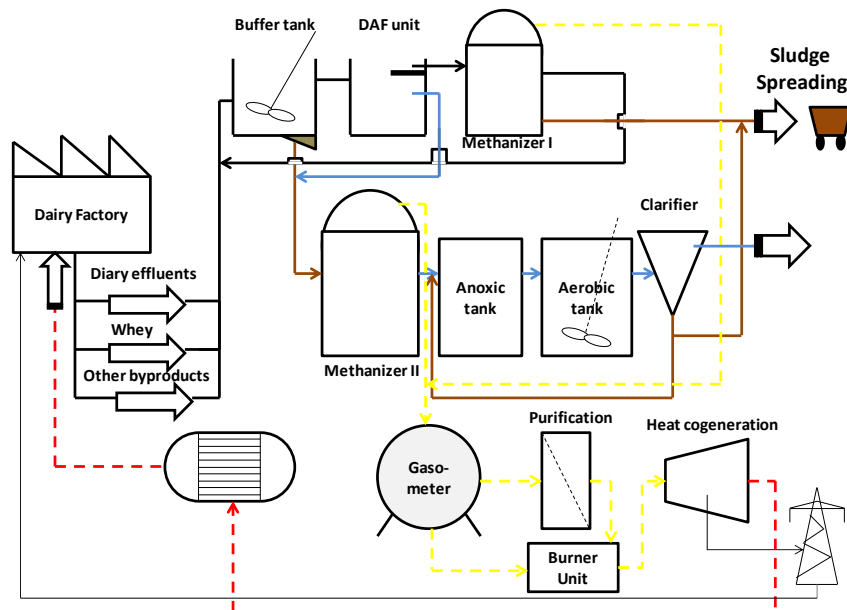 Buffer tank
DAF unit
Sludge
Spreading
Methanizer I
Dairy Factory
Clarifier
Diary effluents
Anoxic
tank
Aerobic
tank
Whey
Methanizer II
Other byproducts
Purification
Heat cogeneration
Gaso-
meter
Burner
Unit